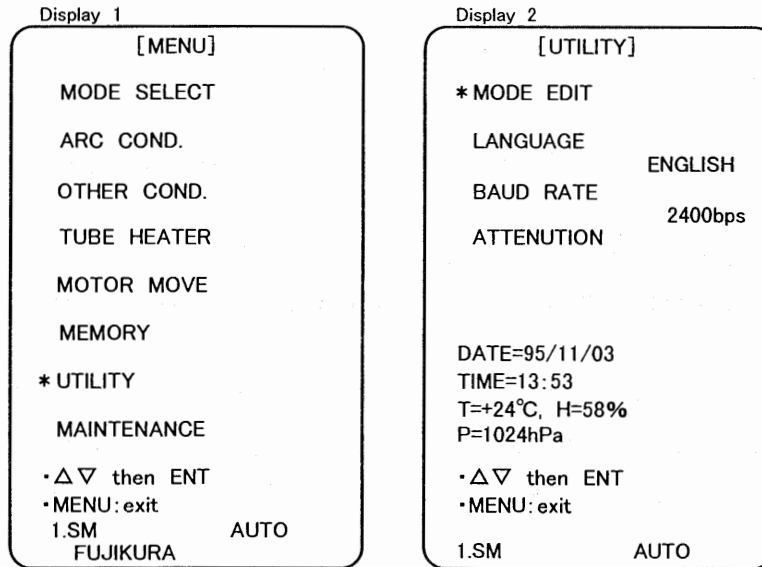 Display 1
[MENU]
MODE SELECT
ARC COND.
OTHER COND.
TUBE HEATER
MOTOR MOVE
MEMORY
* UTILITY
MAINTENANCE
・△▽ then ENT
・MENU:exit
1.SM AUTO
FUJIKURA
Display 2
[UTILITY]
* MODE EDIT
LANGUAGE
ENGLISH
BAUD RATE
2400bps
ATTENUTION
DATE=95/11/03
TIME=13:53
T=+24℃, H=58%
P=1024hPa
・△▽ then ENT
・MENU:exit
1.SM AUTO